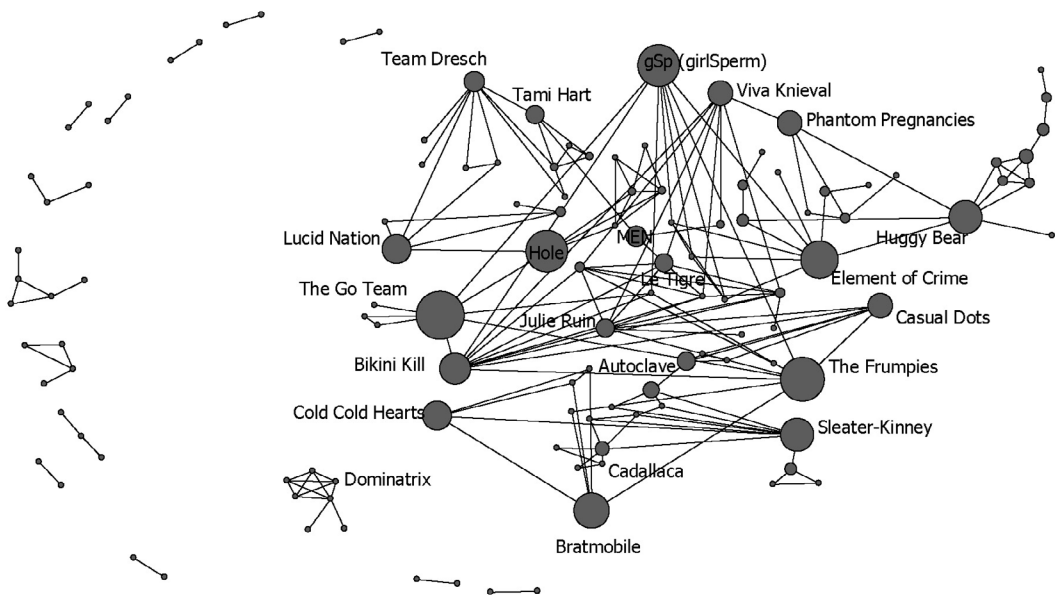 Team Dresch
gSp (girlSperm)
Tami Hart
Viva Knieval
Phantom Pregnancies
Lucid Nation
Hole
MEN
Huggy Bear
Le Tigre
Element of Crime
The Go Team
Julie Ruin
Casual Dots
Bikini Kill
Autoclave
The Frumpies
Cold Cold Hearts
Sleater-Kinney
Dominatrix
Cadallaca
Bratmobile